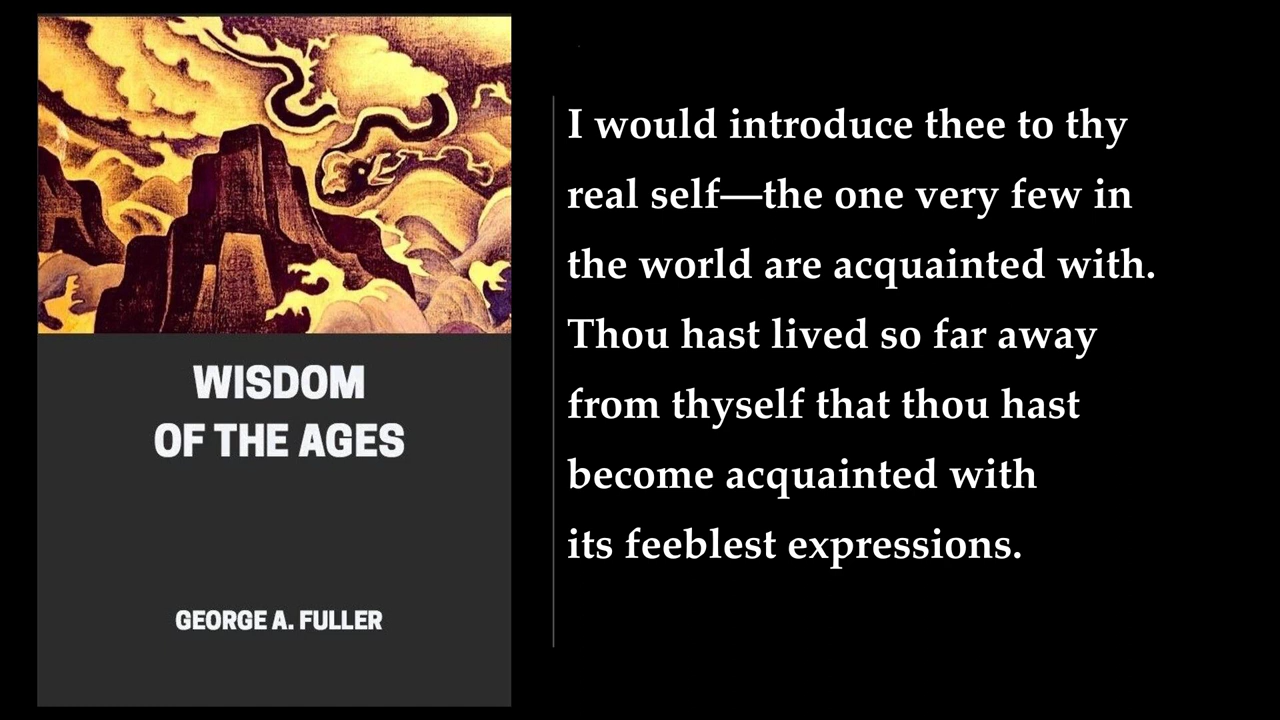 WISDOM
OF THE AGES
GEORGE A. FULLER
I would introduce thee to thy
real self—the one very few in
the world are acquainted with.
Thou hast lived so far away
from thyself that thou hast
become acquainted with
its feeblest expressions.